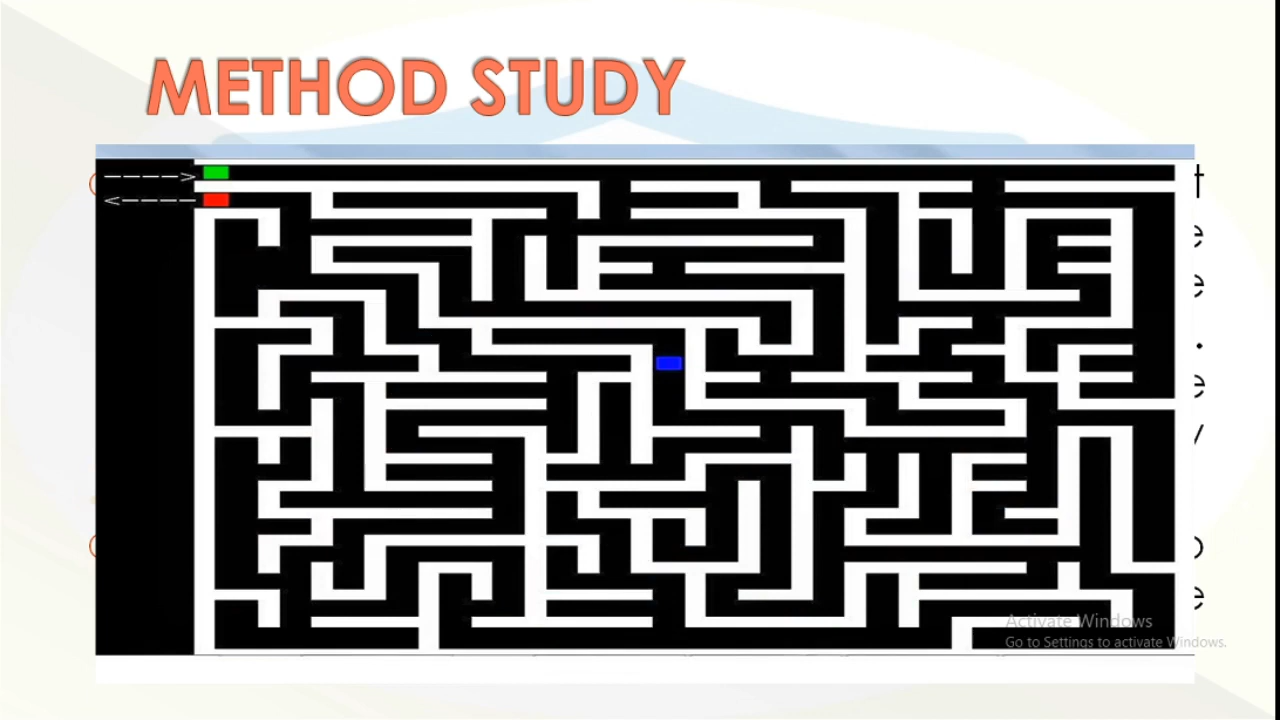 METHOD STUDY
t
----->
<-----
e
e
.
e
y
o
e
Activate Windows
Go to Settings to activate Windows.